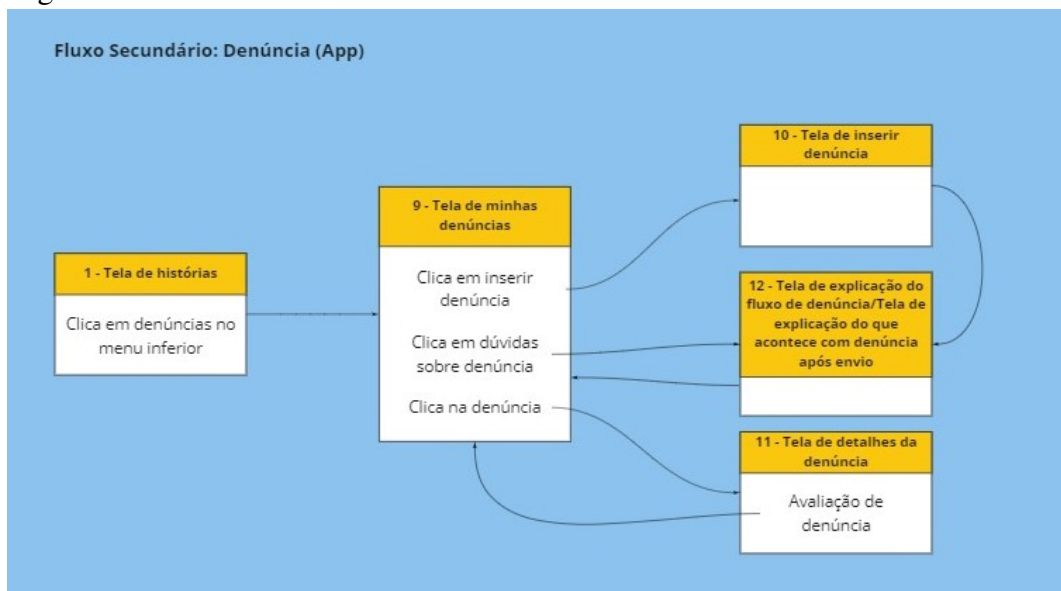 Fluxo Secundário: Denúncia (App)
1 - Tela de histórias
Clica em denúncias no
menu inferior
9 - Tela de minhas
denúncias
Clica em inserir
denúncia
Clica em dúvidas
sobre denúncia
Clica na denúncia
10 - Tela de inserir
denúncia
12 - Tela de explicação do
fluxo de denúncia/Tela de
explicação do que
acontece com denúncia
após envio
11 - Tela de detalhes da
denúncia
Avaliação de
denúncia